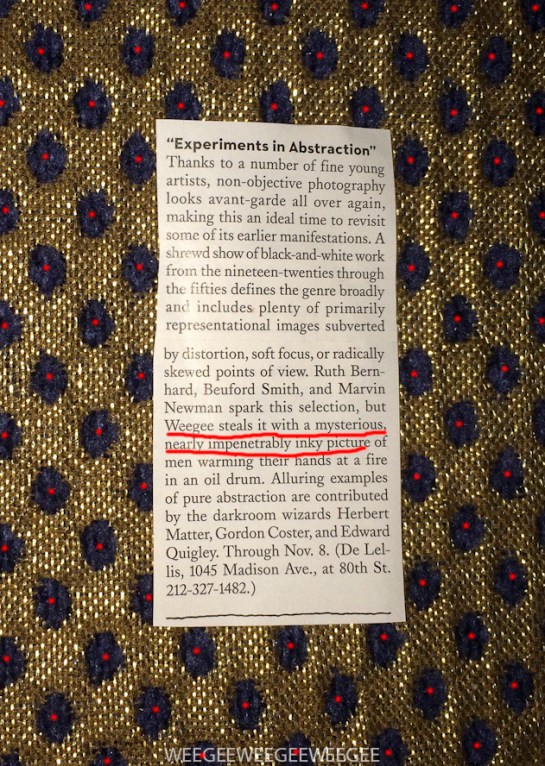 "Experiments in Abstraction"
Thanks to a number of fine young
artists, non-objective photography
looks avant-garde all over again,
making this an ideal time to revisit
some of its earlier manifestations. A
shrewd show of black-and-white work
from the nineteen-twenties through
the fifties defines the genre broadly
and includes plenty of primarily
representational images subverted
by distortion, soft focus, or radically
skewed points of view. Ruth Bern-
hard, Beuford Smith, and Marvin
Newman spark this selection, but
Weegee steals it with a mysterious,
nearly impenetrably inky picture of
men warming their hands at a fire
in an oil drum. Alluring examples
of pure abstraction are contributed
by the darkroom wizards Herbert
Matter, Gordon Coster, and Edward
Quigley. Through Nov. 8. (De Lel-
lis, 1045 Madison Ave., at 80th St.
212-327-1482.)
WEEGEEWEEGEEWEEGEE